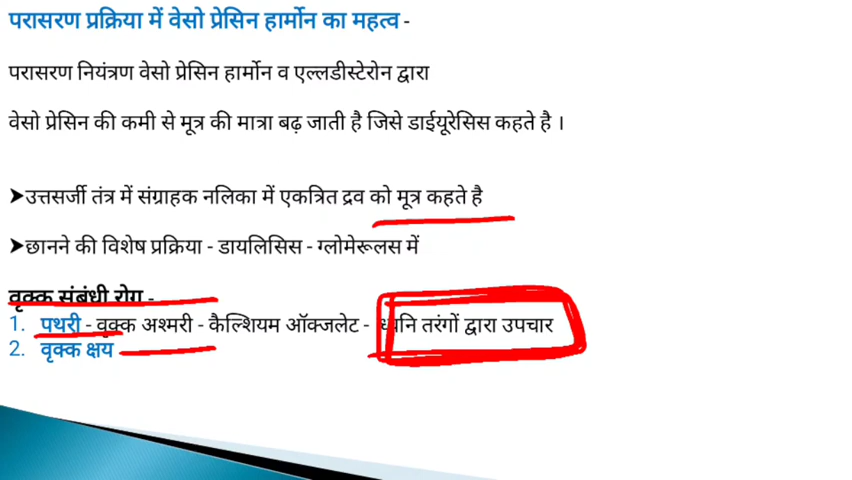 परासरण प्रक्रिया में वेसो प्रेसिन हार्मोन का महत्व -
परासरण नियंत्रण वेसो प्रेसिन हार्मोन व एल्लडीस्टेरोन द्वारा
वेसो प्रेसिन की कमी से मूत्र की मात्रा बढ़ जाती है जिसे डाईयूरेसिस कहते है ।
➤उत्तसर्जी तंत्र में संग्राहक नलिका में एकत्रित द्रव को मूत्र कहते है
➤छानने की विशेष प्रक्रिया - डायलिसिस - ग्लोमेरूलस में
वृक्क संबंधी रोग -
1. पथरी - वृक्क अश्मरी - कैल्शियम ऑक्जलेट - ध्वनि तरंगों द्वारा उपचार
2. वृक्क क्षय